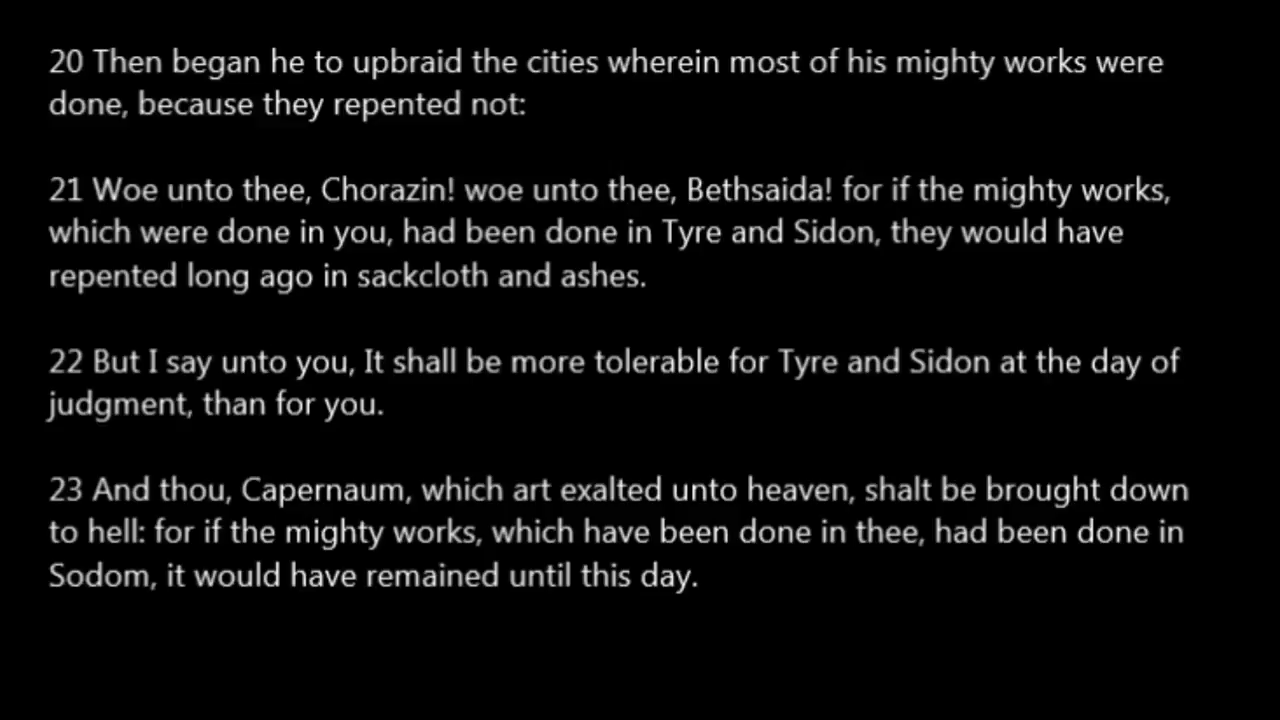 20 Then began he to upbraid the cities wherein most of his mighty works were
done, because they repented not:
21 Woe unto thee, Chorazin! woe unto thee, Bethsaida! for if the mighty works,
which were done in you, had been done in Tyre and Sidon, they would have
repented long ago in sackcloth and ashes.
22 But I say unto you, It shall be more tolerable for Tyre and Sidon at the day of
judgment, than for you.
23 And thou, Capernaum, which art exalted unto heaven, shalt be brought down
to hell: for if the mighty works, which have been done in thee, had been done in
Sodom, it would have remained until this day.